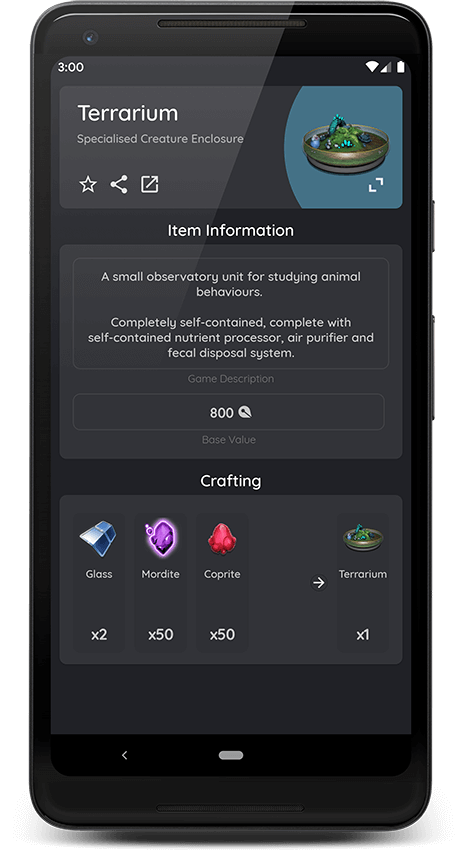 3:00
Terrarium
Specialised Creature Enclosure
Item Information
A small observatory unit for studying animal
behaviours.
Completely self-contained, complete with
self-contained nutrient processor, air purifier and
fecal disposal system.
Game Description
800
Base Value
Crafting
Glass Mordite Coprite Terrarium
x2 x50 x50 x1